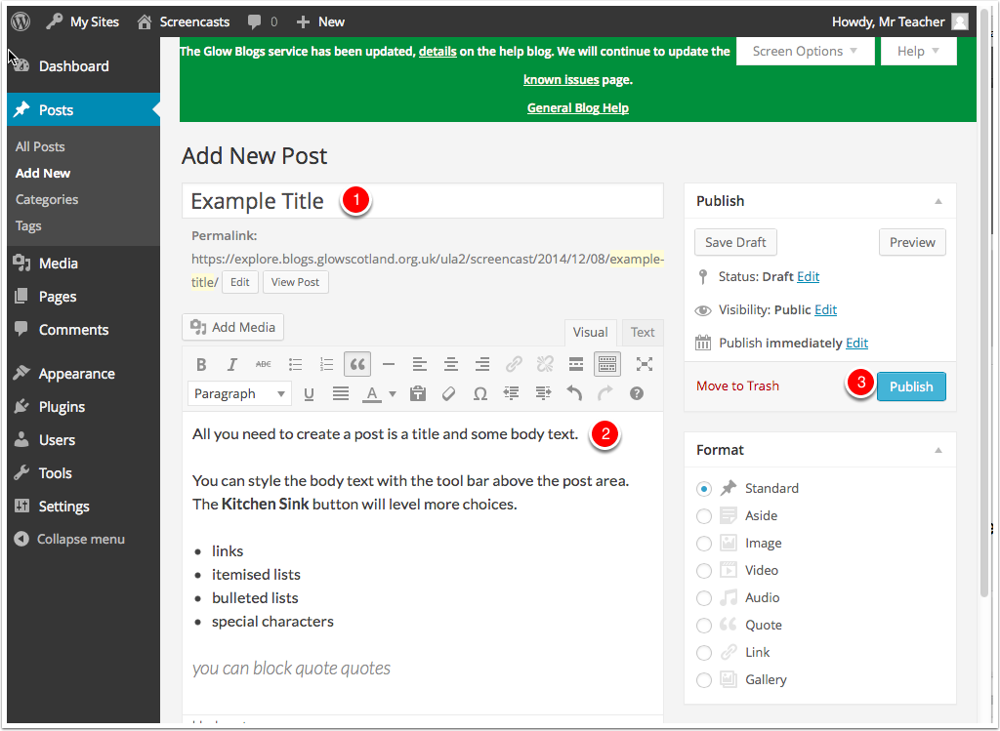 My Sites Screencasts 0 New Howdy, Mr Teacher
Dashboard
Posts
All Posts
Add New
Categories
Tags
Media
Pages
Comments
Appearance
Plugins
Users
Tools
Settings
Collapse menu
The Glow Blogs service has been updated, details on the help blog. We will continue to update the
known issues page.
General Blog Help
Screen Options
Help
Add New Post
Example Title 1
Permalink:
https://explore.blogs.glowscotland.org.uk/ula2/screencast/2014/12/08/example-
title/ Edit View Post
Add Media
Visual Text
B I ABC
Paragraph U A T Ω ?
All you need to create a post is a title and some body text. 2
You can style the body text with the tool bar above the post area.
The Kitchen Sink button will level more choices.
links
itemised lists
bulleted lists
special characters
you can block quote quotes
Publish
Save Draft Preview
Status: Draft Edit
Visibility: Public Edit
Publish immediately Edit
Move to Trash 3 Publish
Format
Standard
Aside
Image
Video
Audio
Quote
Link
Gallery